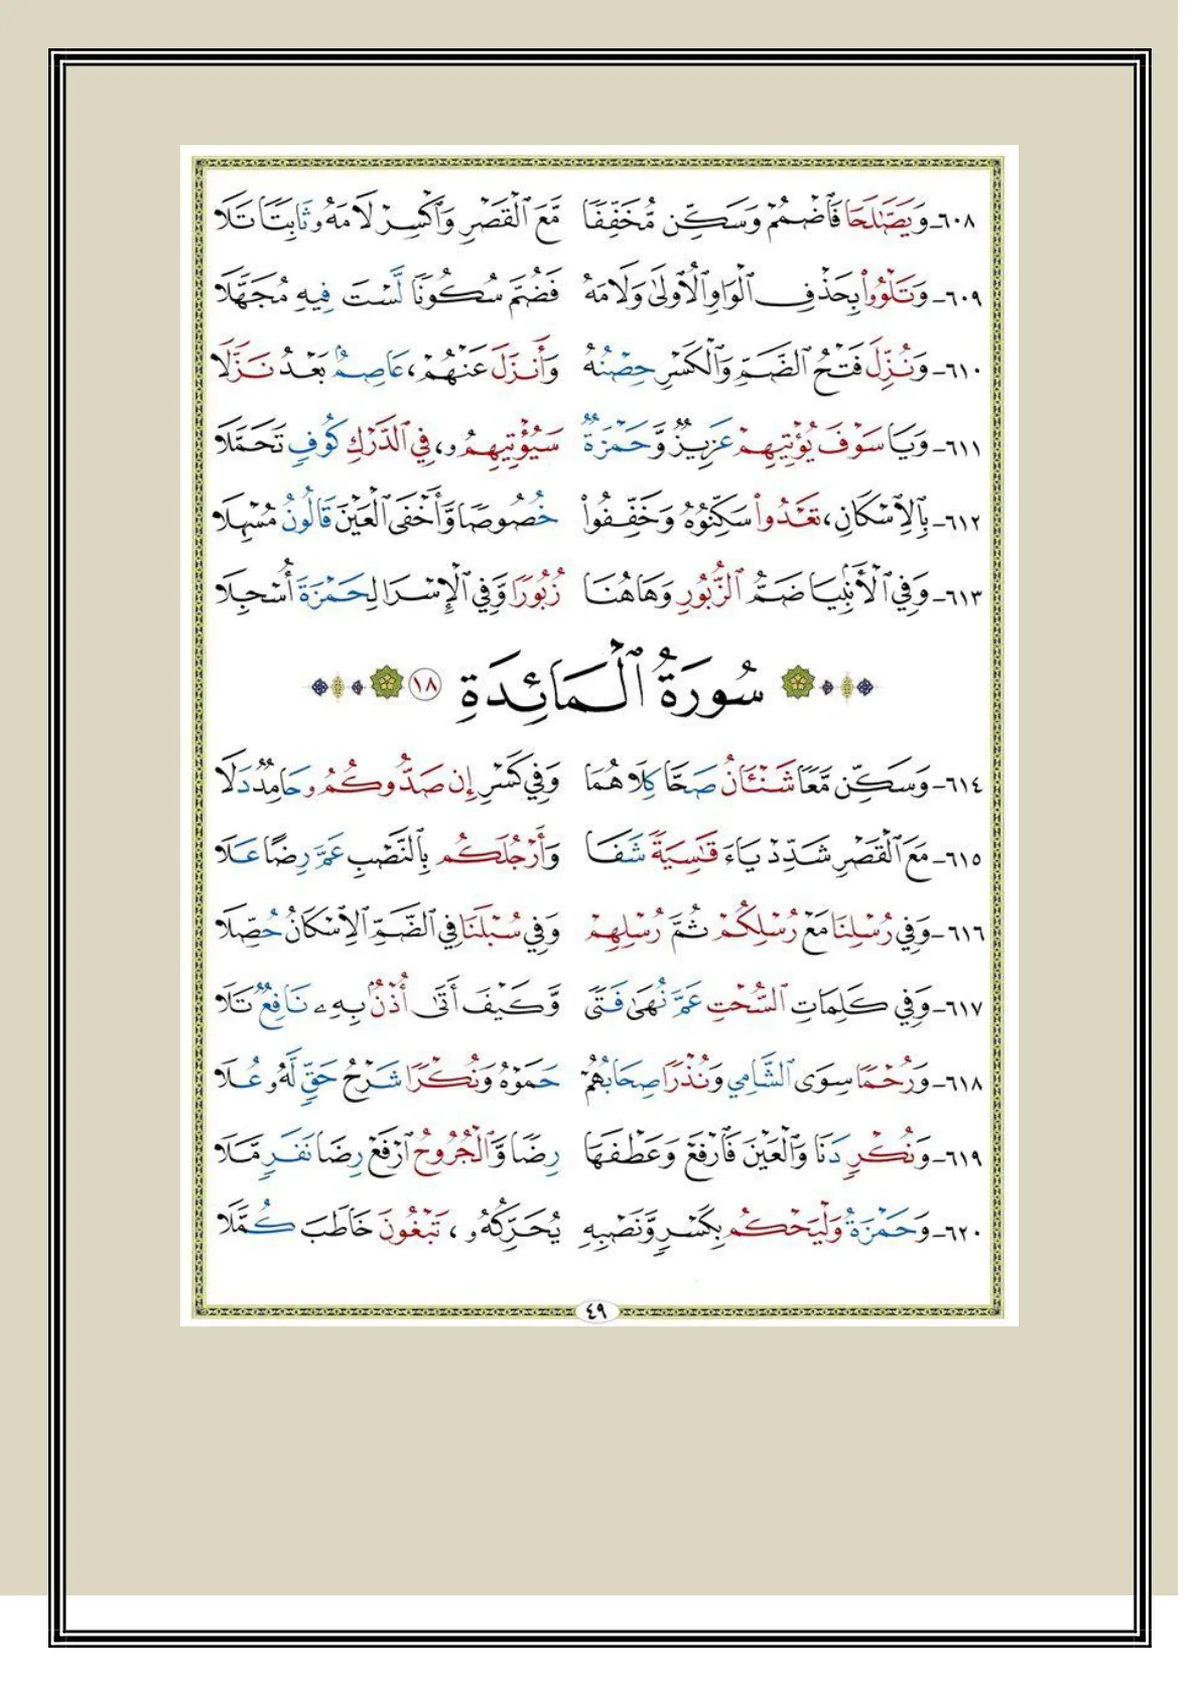 ٦٠٨- وَيَصَّٰلَحَا فَاضْمُمْ وَسَكِّن مُّخَفِّفًا مَّعَ الْقَصْرِ وَاكْسِرْ لَامَهُ و ثَابِتًا تَلَا
٦٠٩- وَتَلْوُوا بِحَذْفِ الْوَاوِ الُاولَىٰ وَلَامَهُ فَضُمَّ سُكُونًا لَّسْتَ فِيهِ مُجَهَّلَا
٦١٠- وَنُزِّلَ فَتْحُ الضَّمِّ وَالْكَسْرِ حِصْنُهُ وَأَنزَلَ عَنْهُمْ، عَاصِمٌ بَعْدُ نَزَّلَا
٦١١- وَيَا سَوْفَ يُؤْتِيهِمْ عَزِيزٌ وَّحَمْزَةٌ سَيُؤْتِيهِمُ و، فِي الدَّرْكِ كُوفٍ تَحَمَّلَا
٦١٢- بِالِاسْكَانِ، تَعْدُوا سَكِّنُوهُ وَخَفِّفُوا خُصُوصًا وَّأَخْفَى الْعَيْنَ قَالُونُ مُسْهِلَا
٦١٣- وَفِي الْأَنْبِيَا ضَمُّ الزَّبُورِ وَهَاهُنَا زُبُورًا وَّفِي الْإِسْرَا لِحَمْزَةَ أُسْجِلَا
سُورَةُ الْمَائِدَةِ ١٨
٦١٤- وَسَكِّن مَّعًا شَنْئَانُ صَحَّا كِلَاهُمَا وَفِي كَسْرِ إِن صَدُّوكُمُ و حَامِدٌ دَلَا
٦١٥- مَعَ الْقَصْرِ شَدِّدْ يَاءَ قَٰسِيَةً شَفَا وَأَرْجُلَكُم بِالنَّصْبِ عَمَّ رِضًا عَلَا
٦١٦- وَفِي رُسْلِنَا مَعْ رُسْلِكُمْ ثُمَّ رُسْلِهِمْ وَفِي سُبْلَنَا فِي الضَّمِّ الِاسْكَانُ حُصِّلَا
٦١٧- وَفِي كَلِمَاتِ السُّحْتِ عَمَّ نُهَىٰ فَتًى وَّكَيْفَ أَتَىٰ أُذْنٌ بِهِ ے نَافِعٌ تَلَا
٦١٨- وَرُحْمًا سِوَى الشَّامِي وَنُذْرًا صِحَابُهُمْ حَمَوْهُ وَنُكْرًا شَرْحُ حَقٍّ لَّهُ و عُلَا
٦١٩- وَنُكْرٍ دَنَا وَالْعَيْنَ فَارْفَعْ وَعَطْفَهَا رِضًا وَّالْجُرُوحُ ارْفَعْ رِضَا نَفَرٍ مَّلَا
٦٢٠- وَحَمْزَةُ وَلْيَحْكُم بِكَسْرٍ وَّنَصْبِهِ يُحَرِّكُهُ و، تَبْغُونَ خَاطَبَ كُمَّلَا
٤٩